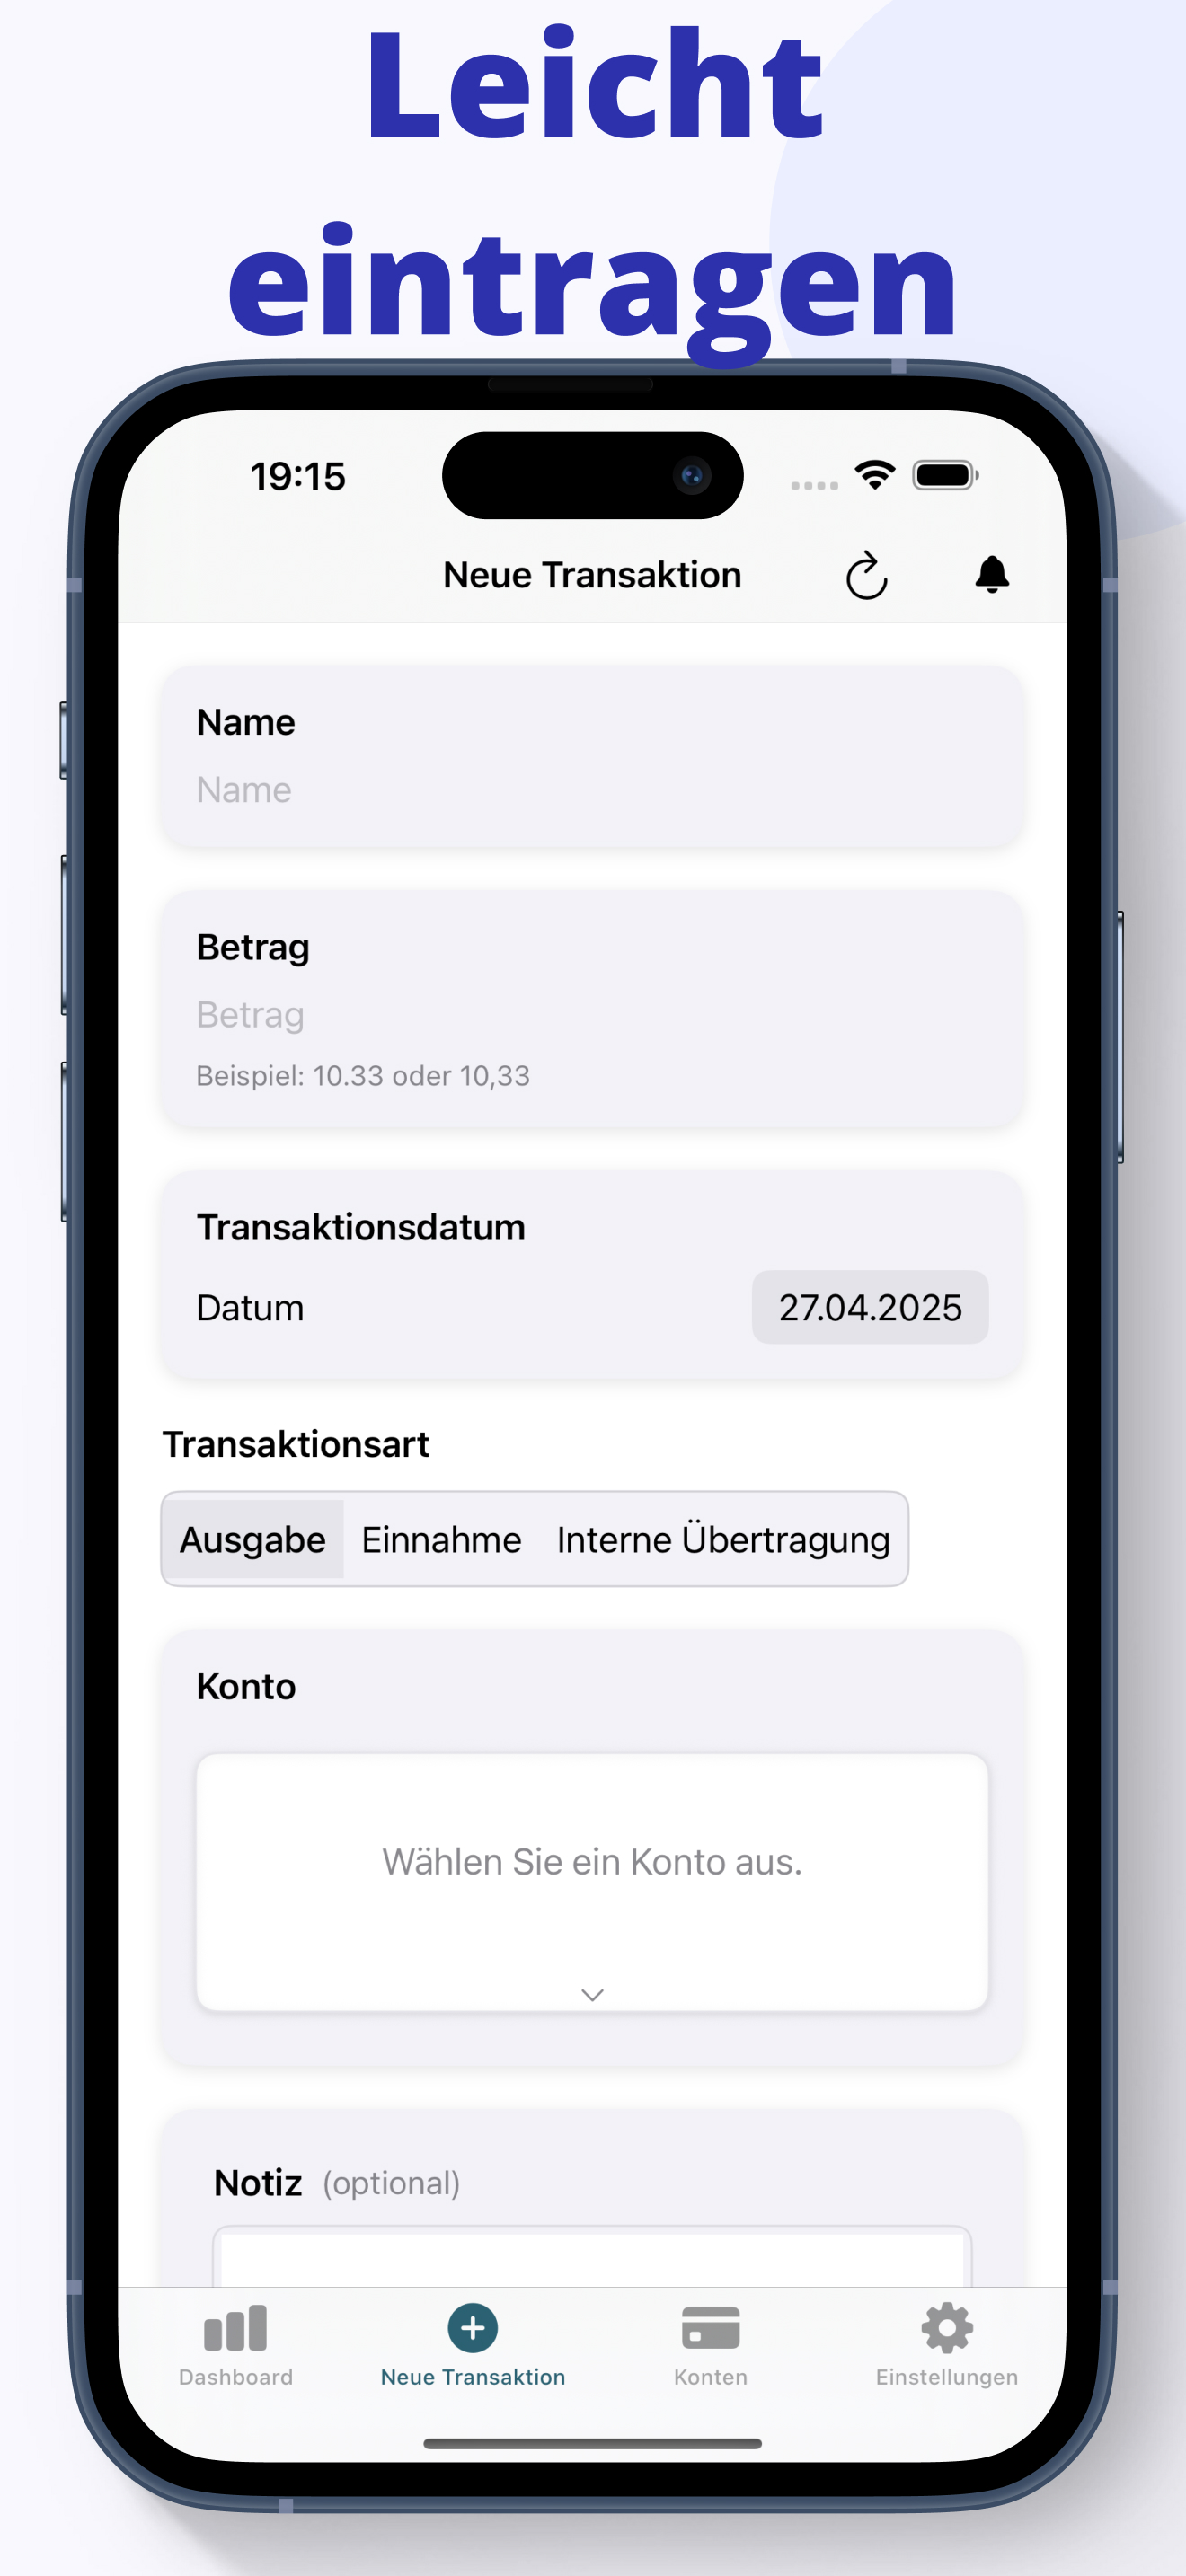 Leicht
eintragen
19:15
Neue Transaktion
Name
Name
Betrag
Betrag
Beispiel: 10.33 oder 10,33
Transaktionsdatum
Datum 27.04.2025
Transaktionsart
Ausgabe Einnahme Interne Übertragung
Konto
Wählen Sie ein Konto aus.
Notiz (optional)
Dashboard Neue Transaktion Konten Einstellungen